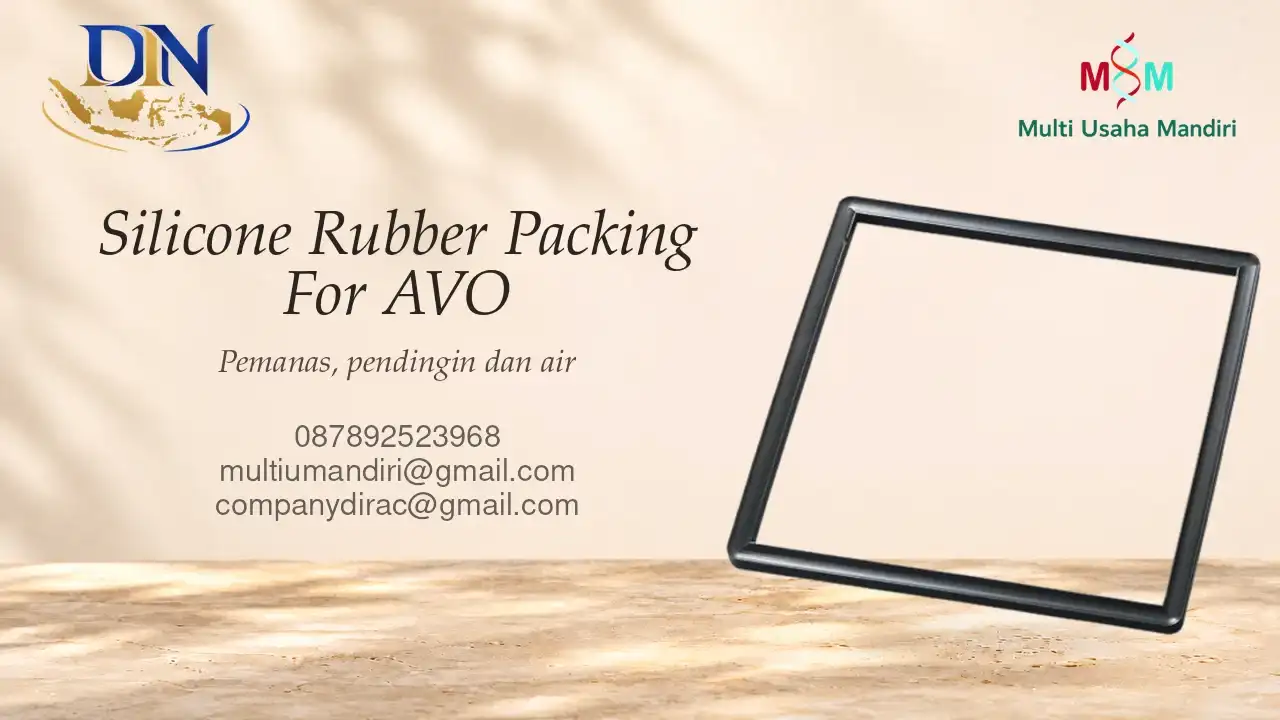 DIN
MSM
Multi Usaha Mandiri
Silicone Rubber Packing
For AVO
Pemanas, pendingin dan air
087892523968
multiumandiri@gmail.com
companydirac@gmail.com